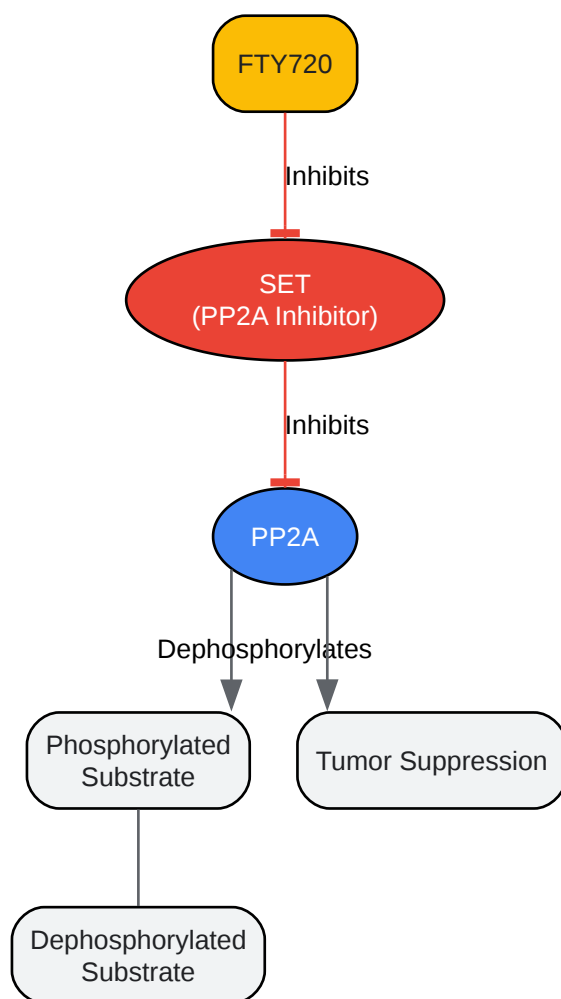 FTY720
Inhibits
SET
(PP2A Inhibitor)
Inhibits
PP2A
Dephosphorylates
Phosphorylated
Substrate
Tumor Suppression
Dephosphorylated
Substrate